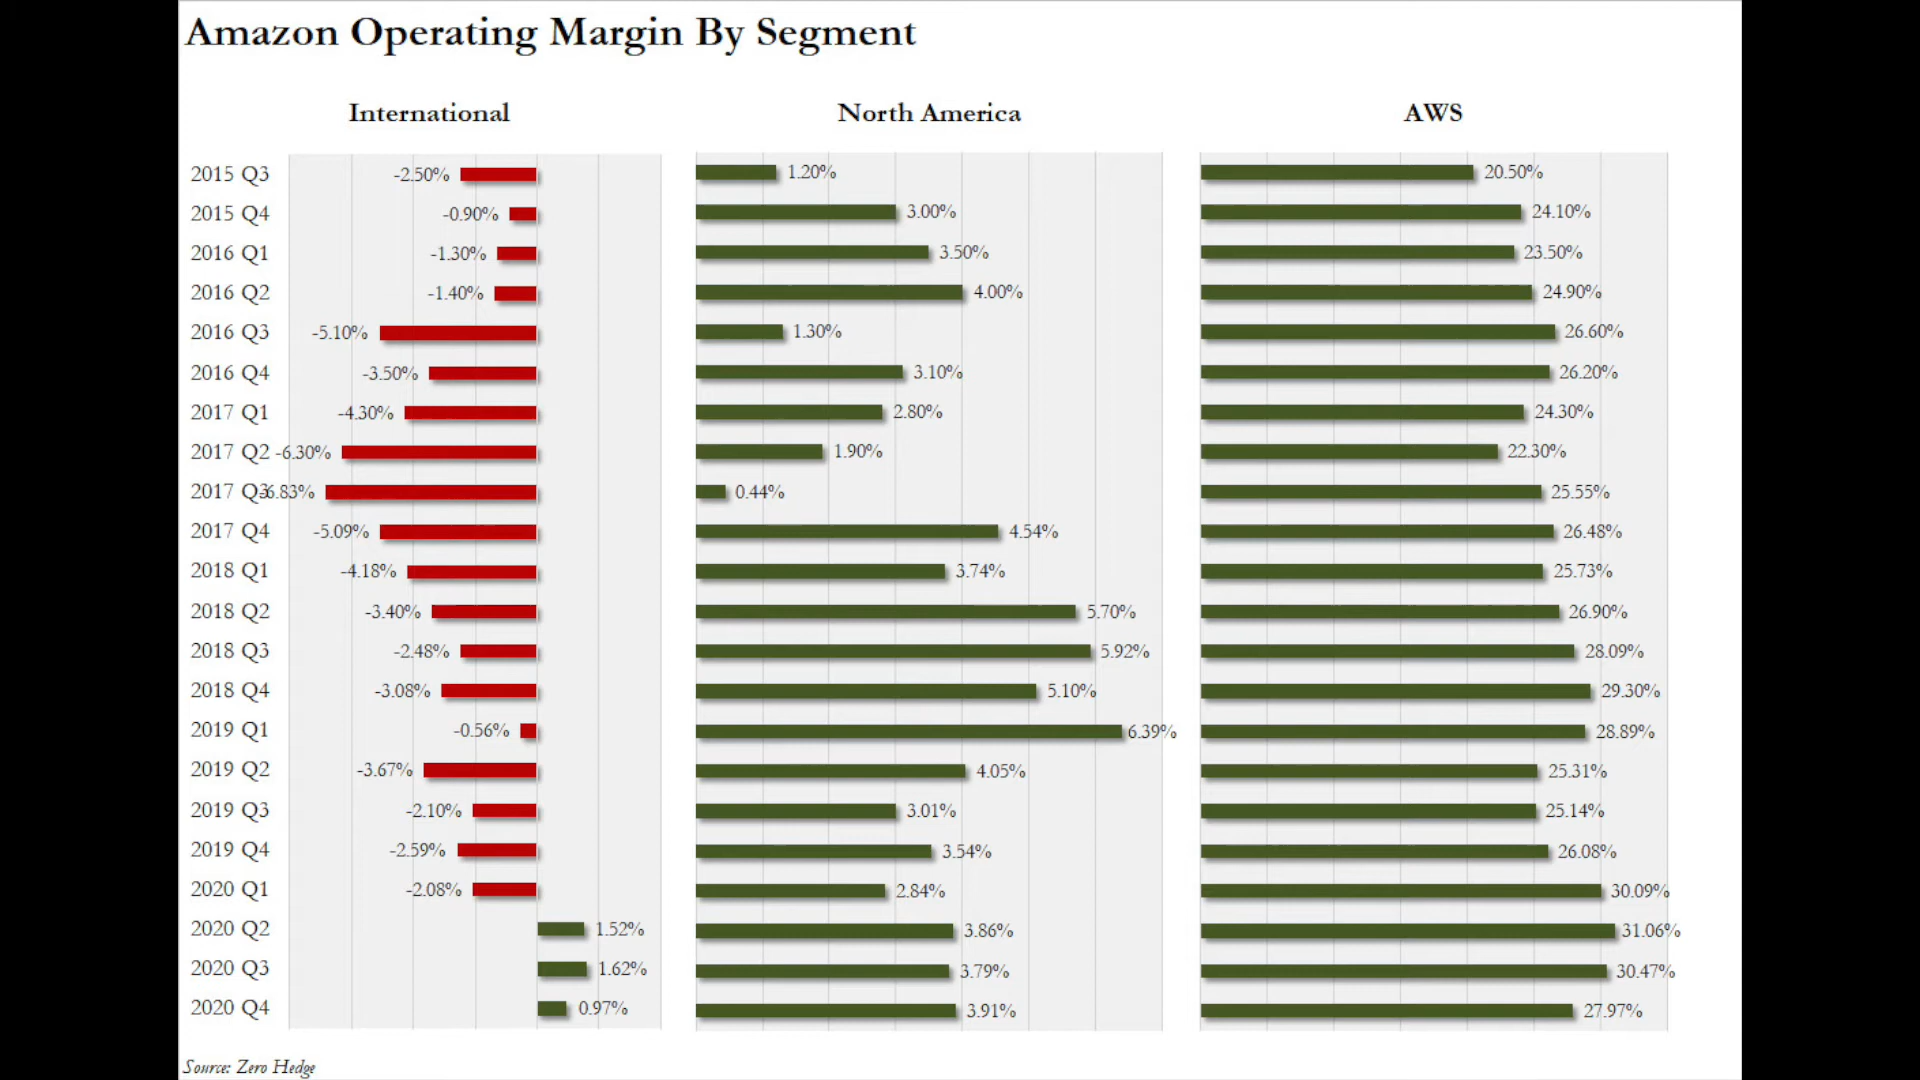 Amazon Operating Margin By Segment
International North America AWS
2015 Q3 -2.50% 1.20% 20.50%
2015 Q4 -0.90% 3.00% 24.10%
2016 Q1 -1.30% 3.50% 23.50%
2016 Q2 -1.40% 4.00% 24.90%
2016 Q3 -5.10% 1.30% 26.60%
2016 Q4 -3.50% 3.10% 26.20%
2017 Q1 -4.30% 2.80% 24.30%
2017 Q2 -6.30% 1.90% 22.30%
2017 Q3 -6.83% 0.44% 25.55%
2017 Q4 -5.09% 4.54% 26.48%
2018 Q1 -4.18% 3.74% 25.73%
2018 Q2 -3.40% 5.70% 26.90%
2018 Q3 -2.48% 5.92% 28.09%
2018 Q4 -3.08% 5.10% 29.30%
2019 Q1 -0.56% 6.39% 28.89%
2019 Q2 -3.67% 4.05% 25.31%
2019 Q3 -2.10% 3.01% 25.14%
2019 Q4 -2.59% 3.54% 26.08%
2020 Q1 -2.08% 2.84% 30.09%
2020 Q2 1.52% 3.86% 31.06%
2020 Q3 1.62% 3.79% 30.47%
2020 Q4 0.97% 3.91% 27.97%
Source: Zero Hedge